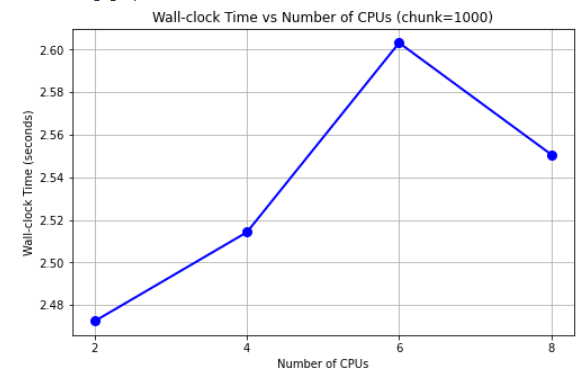 Wall-clock Time vs Number of CPUs (chunk=1000)
2.60
2.58
2.56
2.54
2.52
2.50
2.48
Wall-clock Time (seconds)
2 4 6 8
Number of CPUs